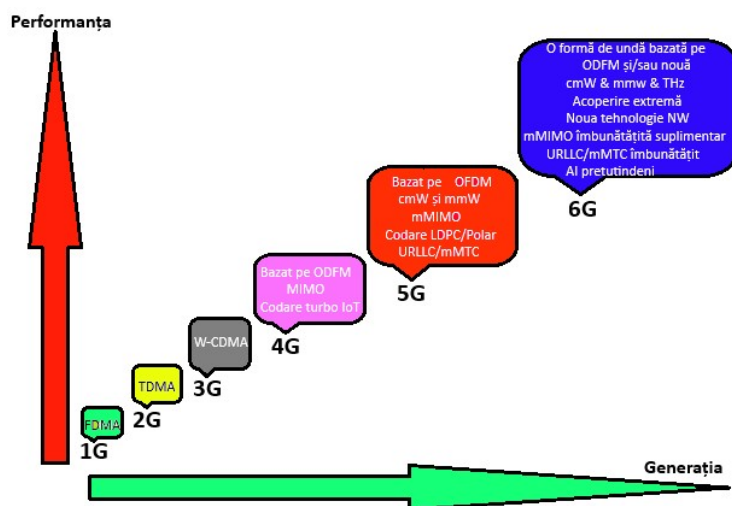 Performanța
O formă de undă bazată pe
ODFM și/sau nouă
cmW & mmw & THz
Acoperire extremă
Noua tehnologie NW
mMIMO îmbunătățită suplimentar
URLLC/mMTC îmbunătățit
AI pretutindeni
6G
Bazat pe OFDM
cmW și mmW
mMIMO
Codare LDPC/Polar
URLLC/mMTC
5G
Bazat pe ODFM
MIMO
Codare turbo IoT
4G
W-CDMA
3G
TDMA
2G
FDMA
1G
Generația